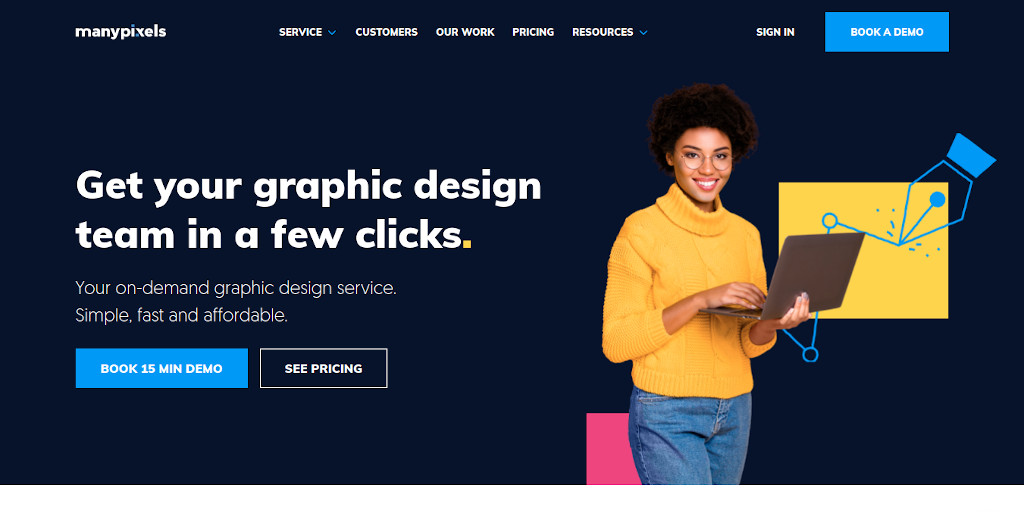 manypixels
SERVICE
CUSTOMERS
OUR WORK
PRICING
RESOURCES
SIGN IN
BOOK A DEMO
Get your graphic design
team in a few clicks.
Your on-demand graphic design service.
Simple, fast and affordable.
BOOK 15 MIN DEMO
SEE PRICING